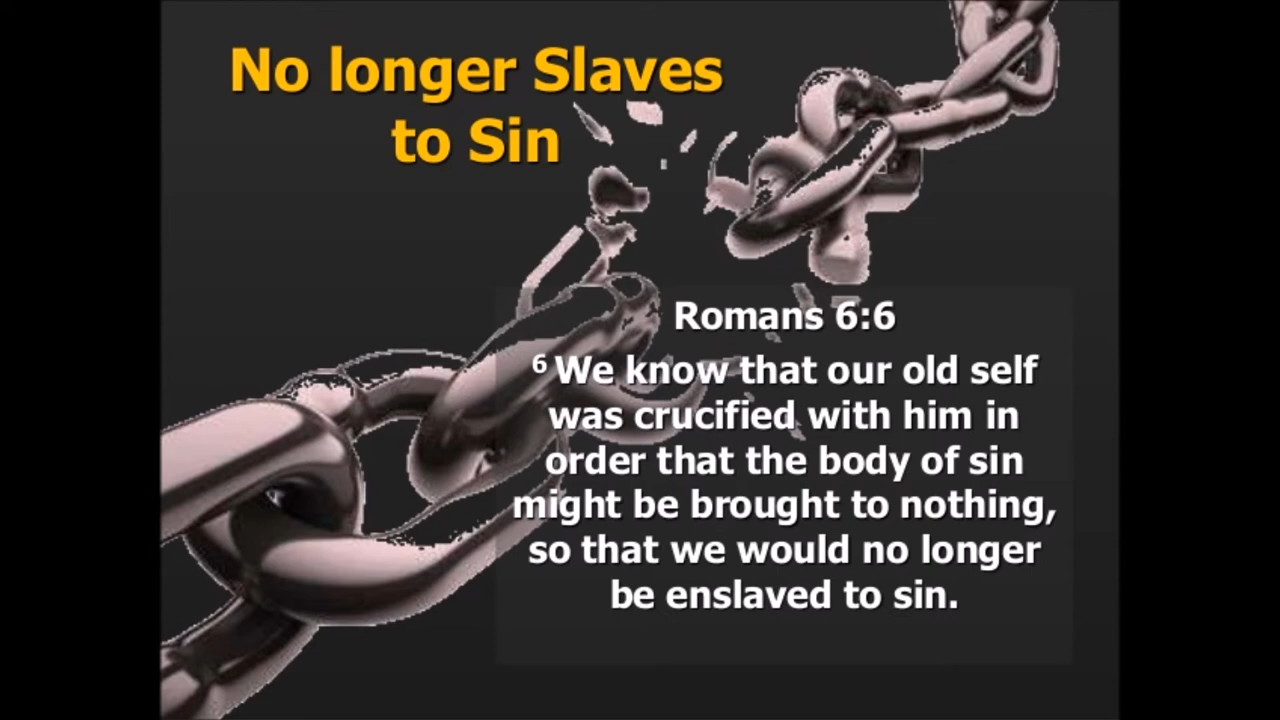 No longer Slaves
to Sin
Romans 6:6
6 We know that our old self
was crucified with him in
order that the body of sin
might be brought to nothing,
so that we would no longer
be enslaved to sin.